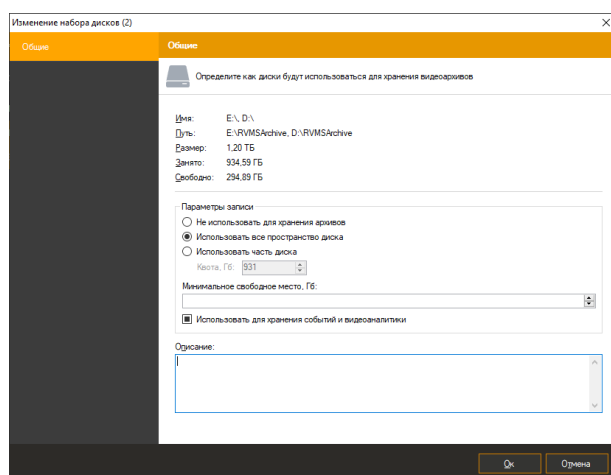 Изменение набора дисков (2)
Общие
Общие
Определите как диски будут использоваться для хранения видеоархивов
Имя: E:\, D:\
Путь: E:\RVMSArchive, D:\RVMSArchive
Размер: 1,20 ТБ
Занято: 934,59 ГБ
Свободно: 294,89 ГБ
Параметры записи
Не использовать для хранения архивов
Использовать все пространство диска
Использовать часть диска
Квота, Гб: 931
Минимальное свободное место, Гб:
Использовать для хранения событий и видеоаналитики
Описание:
Ок Отмена